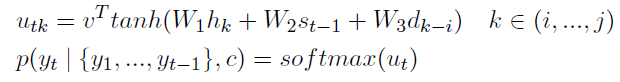 u_{tk} = v^T tanh(W_1 h_k + W_2 s_{t-1} + W_3 d_{k-i})   k ∈ (i, ..., j)
p(y_t | {y_1, ..., y_{t-1}}, c) = softmax(u_t)